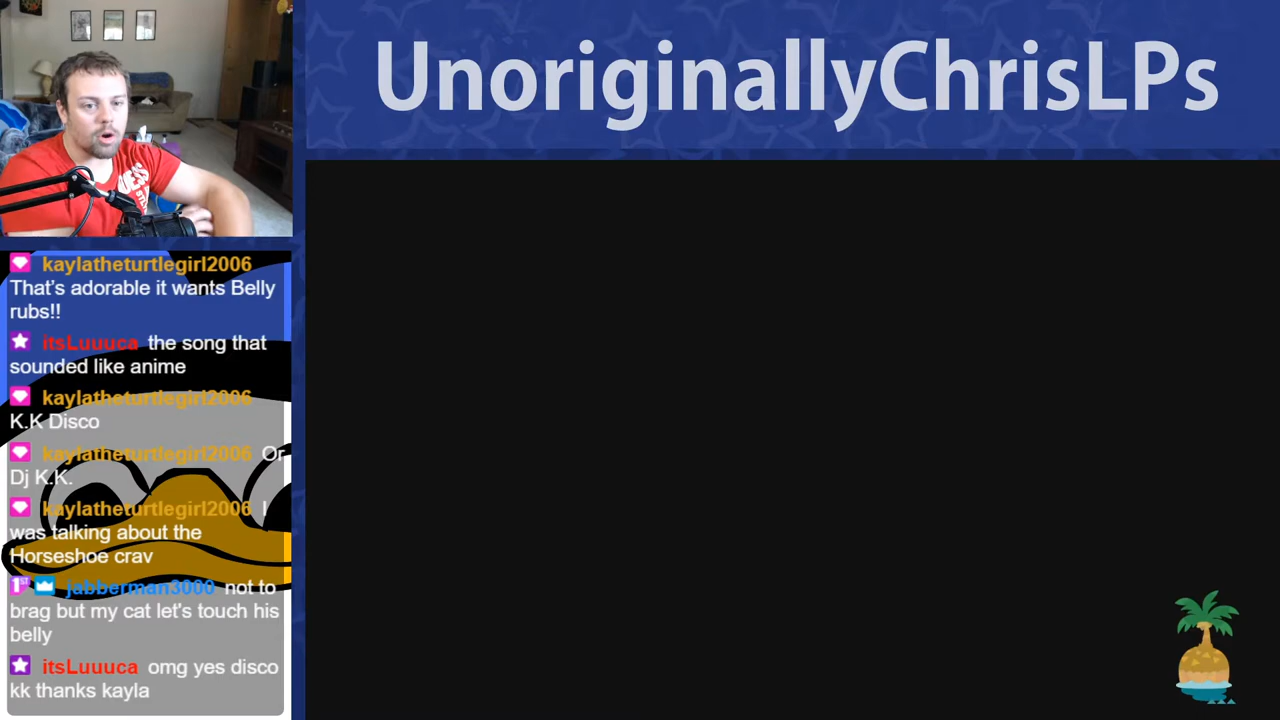 UnoriginallyChrisLPs
kaylatheturtlegirl2006
That's adorable it wants Belly
rubs!!
itsLuuuca the song that
sounded like anime
kaylatheturtlegirl2006
K.K Disco
kaylatheturtlegirl2006 Or
Dj K.K.
kaylatheturtlegirl2006 I
was talking about the
Horseshoe crav
1ST jabberman3000 not to
brag but my cat let's touch his
belly
itsLuuuca omg yes disco
kk thanks kayla